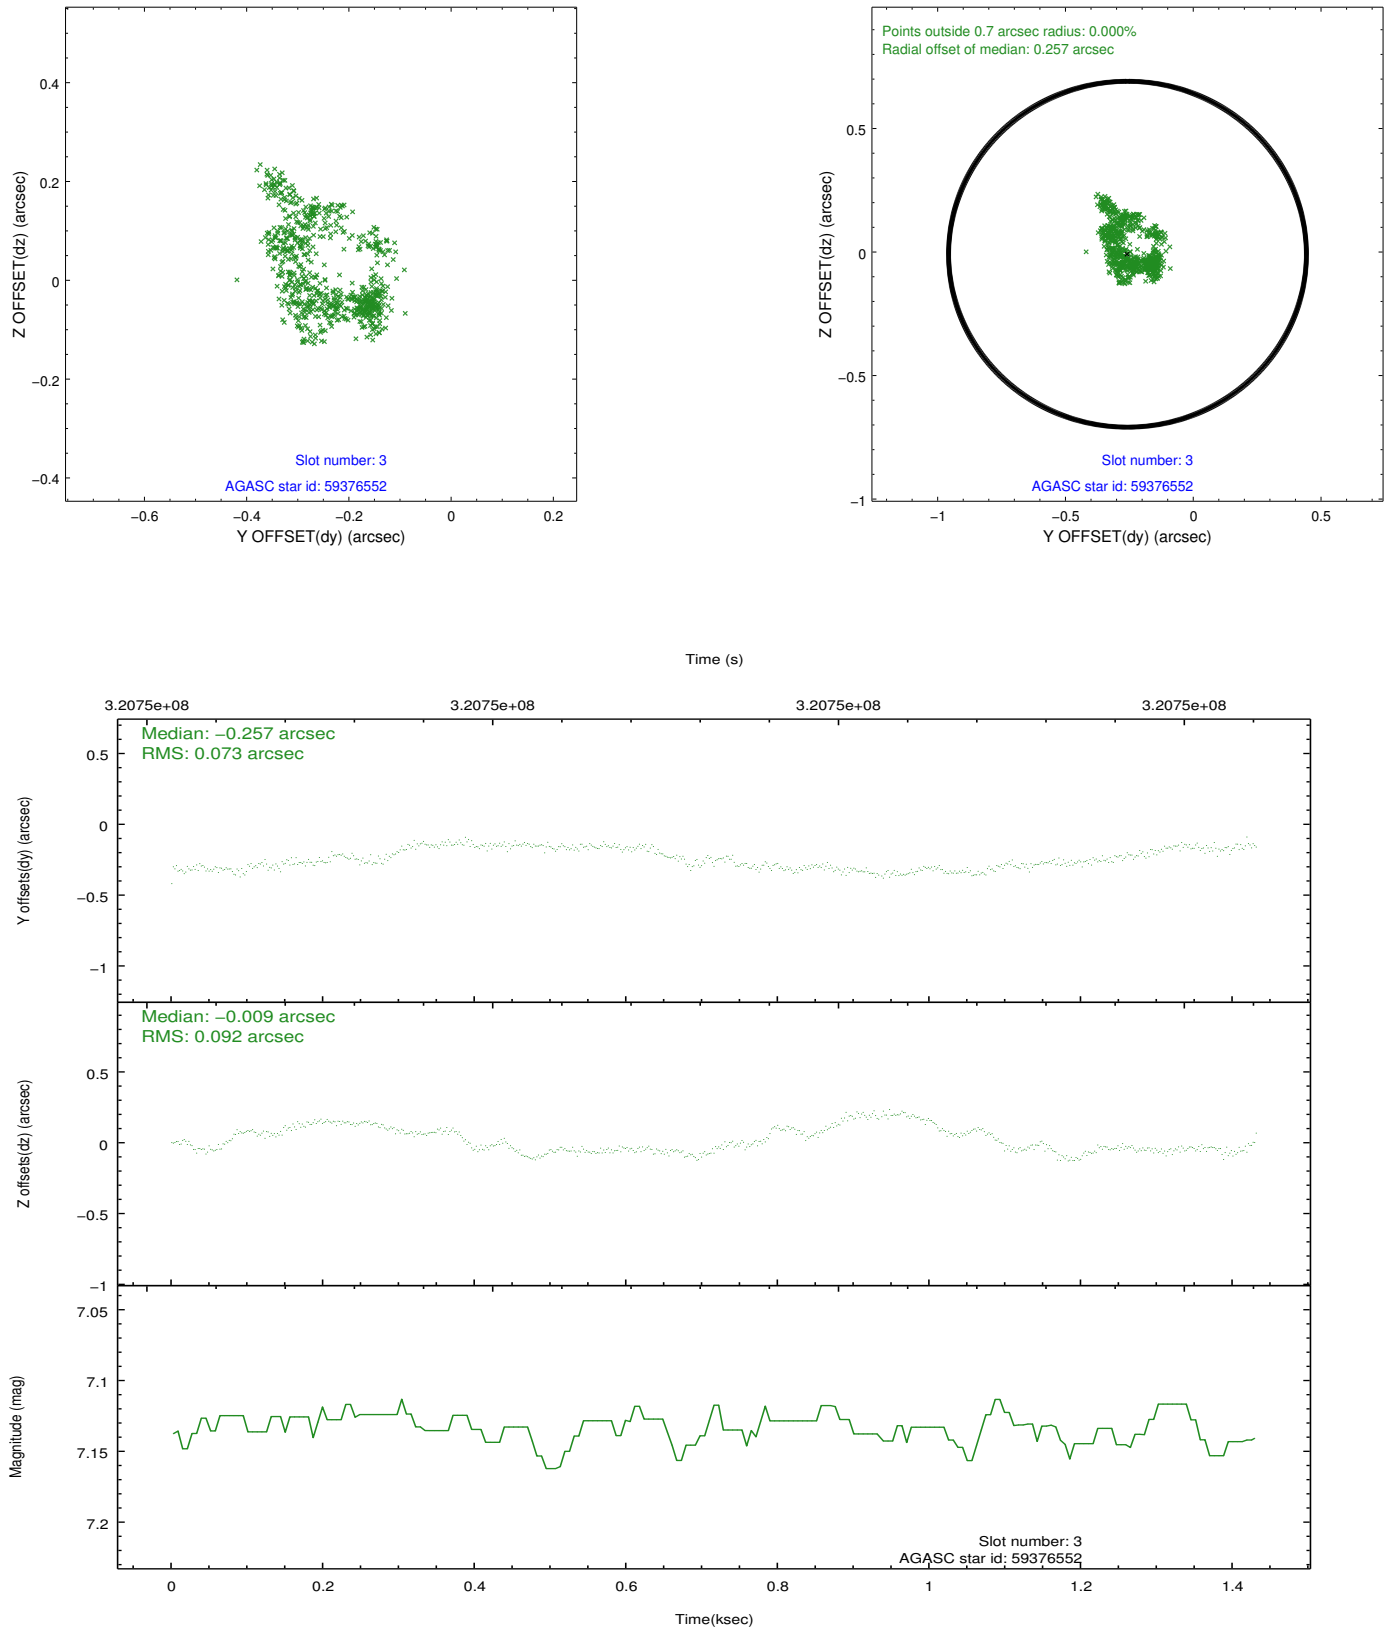 0.4
0.2
0
−0.2
−0.4
−0.6
−0.4
−0.2
0
0.2
Z OFFSET(dz) (arcsec)
Y OFFSET(dy) (arcsec)
Slot number: 3
AGASC star id: 59376552
Points outside 0.7 arcsec radius: 0.000%
Radial offset of median: 0.257 arcsec
0.5
0
−0.5
−1
−1
−0.5
0
0.5
Z OFFSET(dz) (arcsec)
Y OFFSET(dy) (arcsec)
Slot number: 3
AGASC star id: 59376552
Time (s)
3.2075e+08
3.2075e+08
3.2075e+08
3.2075e+08
Median: −0.257 arcsec
RMS: 0.073 arcsec
0.5
0
−0.5
−1
Y offsets(dy) (arcsec)
Median: −0.009 arcsec
RMS: 0.092 arcsec
0.5
0
−0.5
−1
Z offsets(dz) (arcsec)
7.05
7.1
7.15
7.2
Magnitude (mag)
Slot number: 3
AGASC star id: 59376552
0
0.2
0.4
0.6
0.8
1
1.2
1.4
Time(ksec)